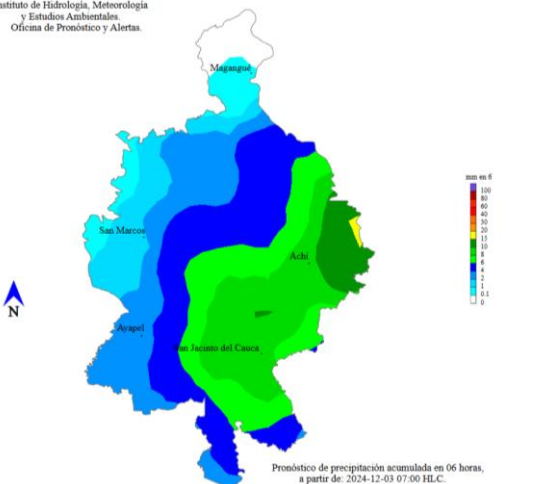 nstituto de Hidrología, Meteorología
y Estudios Ambientales.
Oficina de Pronóstico y Alertas.
Magangué
San Marcos
Achí
Ayapel
San Jacinto del Cauca
N
mm en 6
100
80
60
40
30
20
15
10
8
6
4
2
1
0.1
0
Pronóstico de precipitación acumulada en 06 horas,
a partir de: 2024-12-03 07:00 HLC.